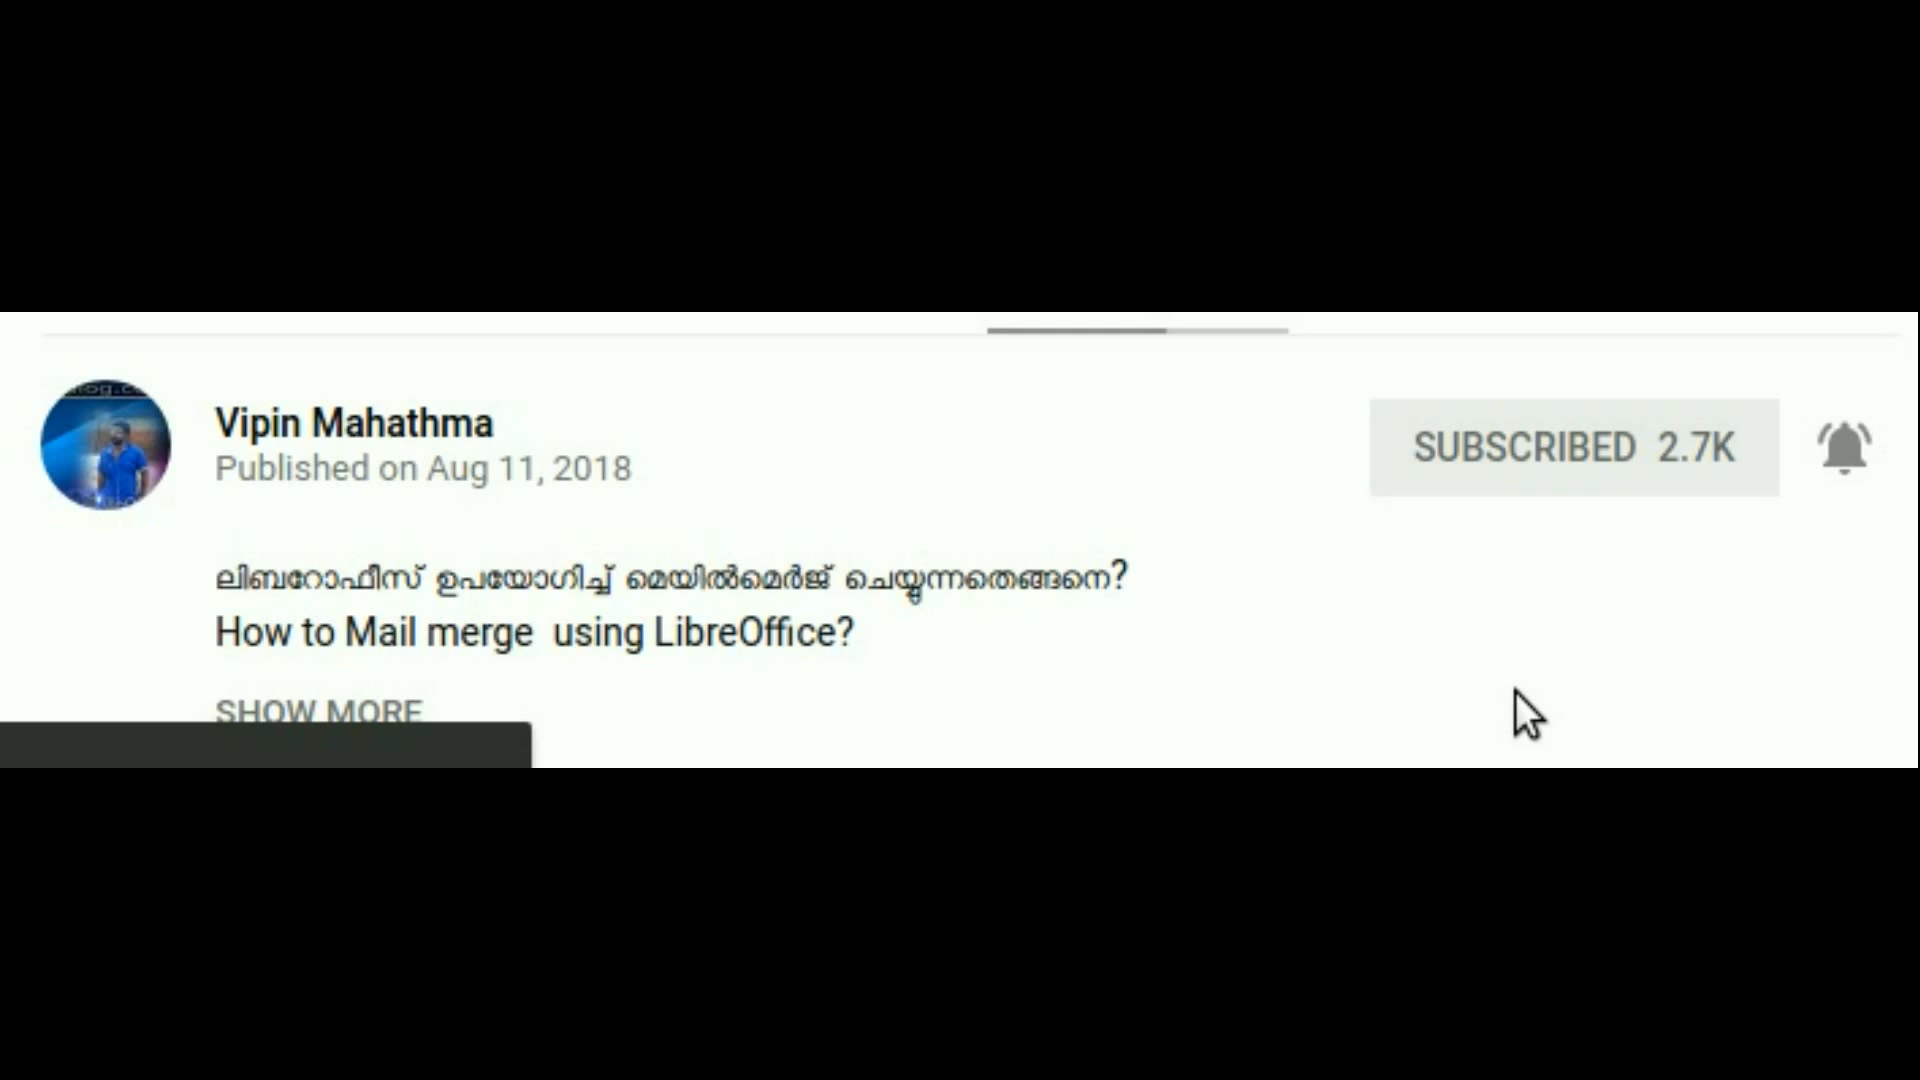 Vipin Mahathma
Published on Aug 11, 2018
SUBSCRIBED 2.7K
ലിബറോഫീസ് ഉപയോഗിച്ച് മെയിൽമെർജ് ചെയ്യുന്നതെങ്ങനെ?
How to Mail merge  using LibreOffice?
SHOW MORE